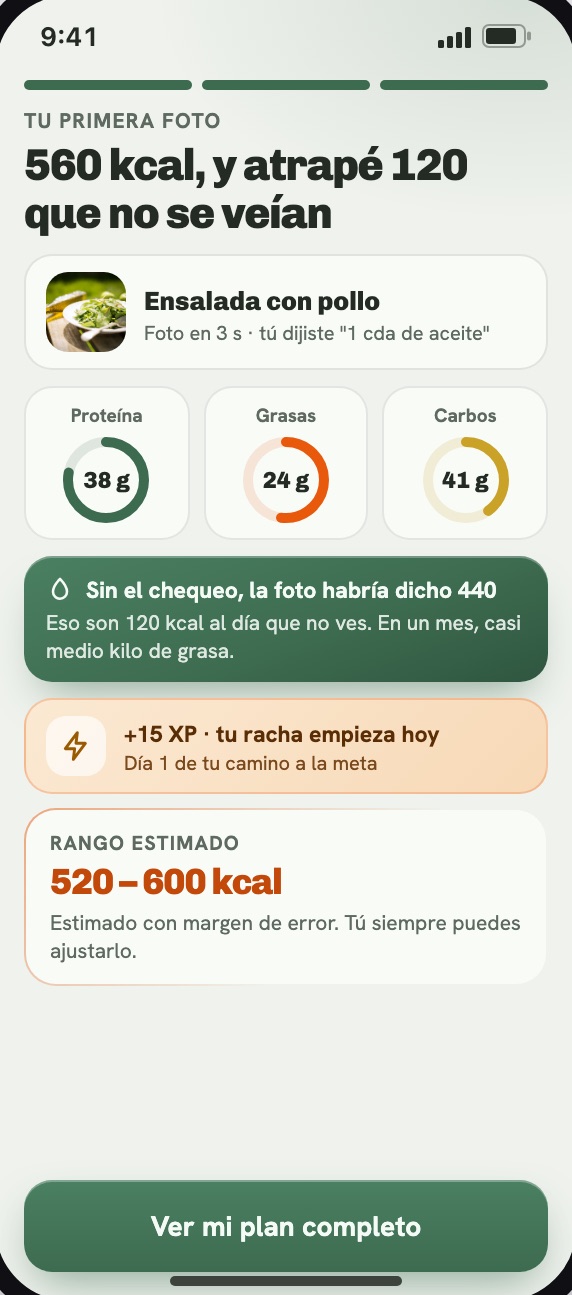 9:41
TU PRIMERA FOTO
560 kcal, y atrapé 120
que no se veían
Ensalada con pollo
Foto en 3 s · tú dijiste "1 cda de aceite"
Proteína
38 g
Grasas
24 g
Carbos
41 g
Sin el chequeo, la foto habría dicho 440
Eso son 120 kcal al día que no ves. En un mes, casi
medio kilo de grasa.
+15 XP · tu racha empieza hoy
Día 1 de tu camino a la meta
RANGO ESTIMADO
520 – 600 kcal
Estimado con margen de error. Tú siempre puedes
ajustarlo.
Ver mi plan completo